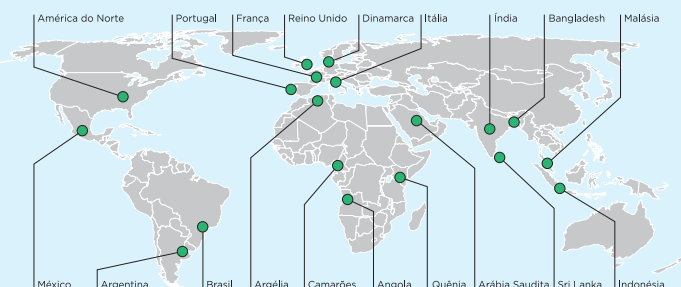 América do Norte Portugal França Reino Unido Dinamarca Itália Índia Bangladesh Malásia
México Argentina Brasil Argélia Camarões Angola Quênia Arábia Saudita Sri Lanka Indonésia